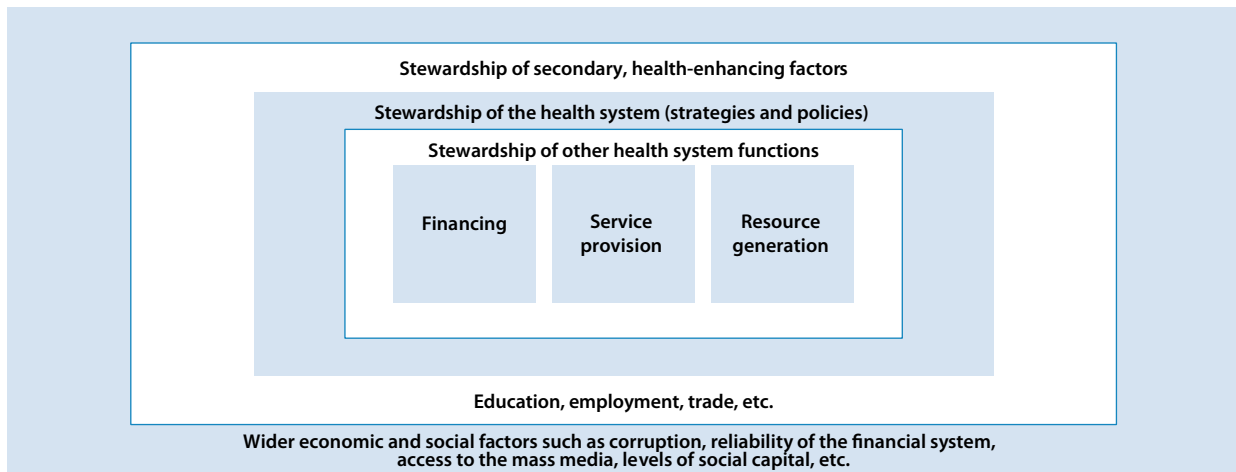 Stewardship of secondary, health-enhancing factors
Stewardship of the health system (strategies and policies)
Stewardship of other health system functions
Financing
Service
provision
Resource
generation
Education, employment, trade, etc.
Wider economic and social factors such as corruption, reliability of the financial system,
access to the mass media, levels of social capital, etc.